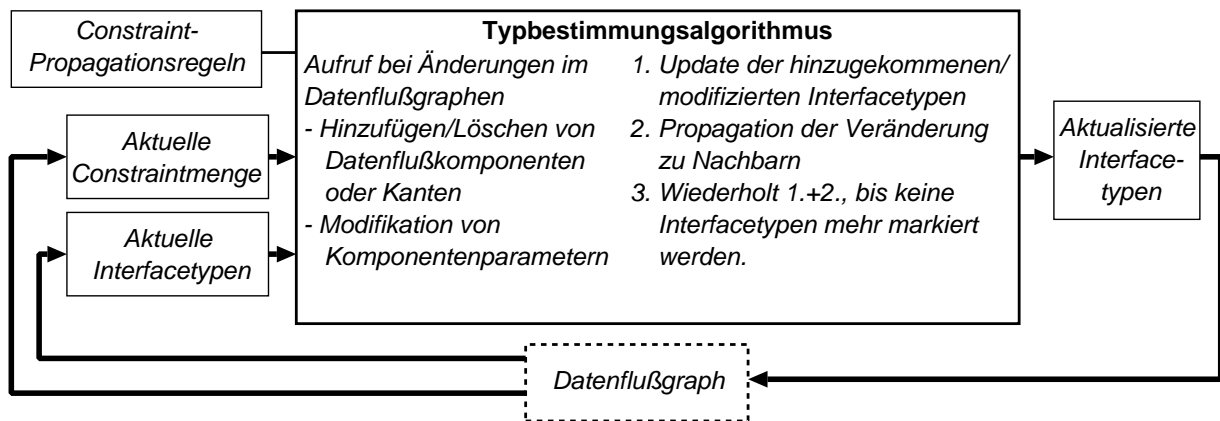 Constraint-
Propagationsregeln
Aktuelle
Constraintmenge
Aktuelle
Interfacetypen
Typbestimmungsalgorithmus
Aufruf bei Änderungen im
Datenflußgraphen
- Hinzufügen/Löschen von
Datenflußkomponenten
oder Kanten
- Modifikation von
Komponentenparametern
1. Update der hinzugekommenen/
modifizierten Interfacetypen
2. Propagation der Veränderung
zu Nachbarn
3. Wiederholt 1.+2., bis keine
Interfacetypen mehr markiert
werden.
Aktualisierte
Interface-
typen
Datenflußgraph